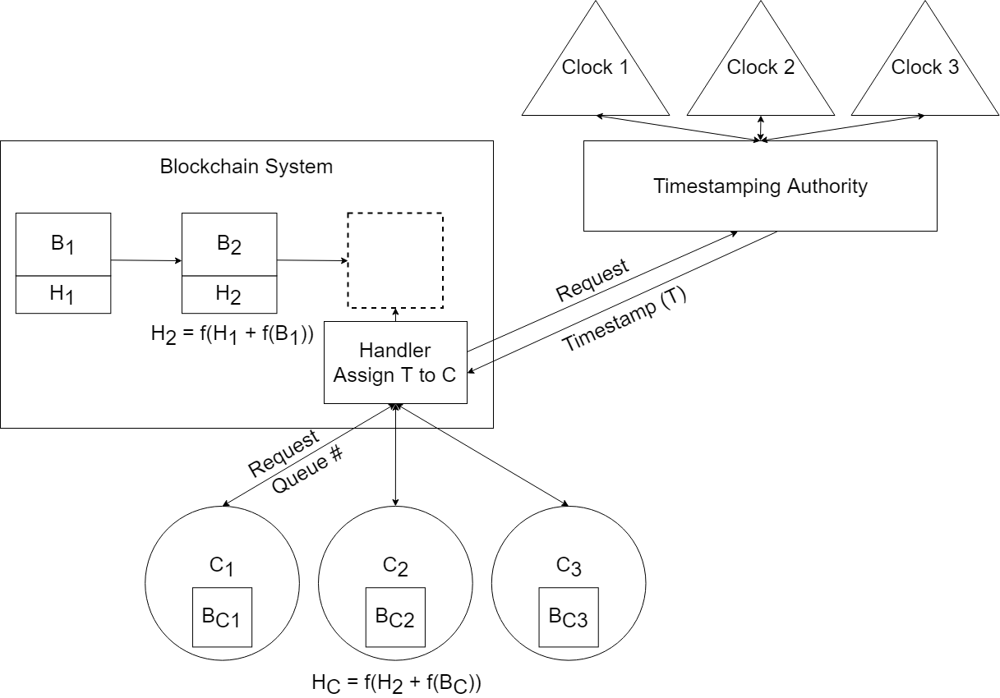 Clock 1
Clock 2
Clock 3
Blockchain System
Timestamping Authority
B1
B2
H1
H2
H2 = f(H1 + f(B1))
Request
Timestamp (T)
Handler
Assign T to C
Request
Queue #
C1
C2
C3
BC1
BC2
BC3
HC = f(H2 + f(BC))